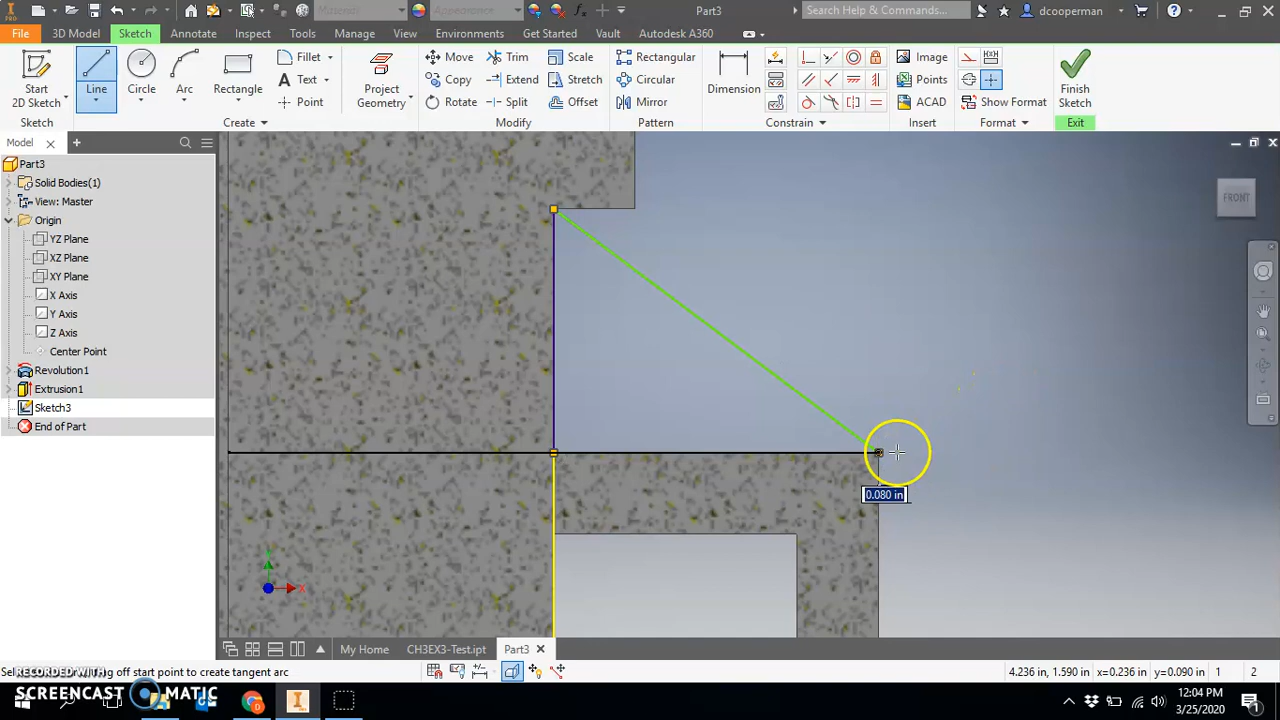 Material
Appearance
Part3
Search Help & Commands...
dcooperman
File
3D Model
Sketch
Annotate
Inspect
Tools
Manage
View
Environments
Get Started
Vault
Autodesk A360
Start
2D Sketch
Line
Circle
Arc
Rectangle
Fillet
Text
Point
Project
Geometry
Move
Trim
Scale
Copy
Extend
Stretch
Rotate
Split
Offset
Rectangular
Circular
Mirror
Dimension
Image
Points
ACAD
Show Format
Finish
Sketch
Sketch
Create
Modify
Pattern
Constrain
Insert
Format
Exit
Model
Part3
Solid Bodies(1)
View: Master
Origin
YZ Plane
XZ Plane
XY Plane
X Axis
Y Axis
Z Axis
Center Point
Revolution1
Extrusion1
Sketch3
End of Part
FRONT
0.080 in
X
My Home
CH3EX3-Test.ipt
Part3
off start point to create tangent arc
4.236 in, 1.590 in
x=0.236 in
y=0.090 in
1
2
RECORDED WITH
SCREENCAST MATIC
12:04 PM
3/25/2020